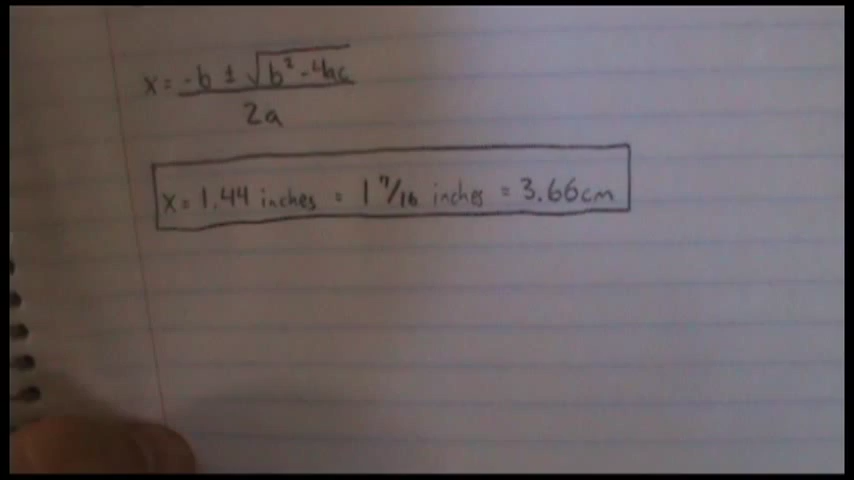 x = -b ± √b² - 4ac
2a
x = 1.44 inches = 1 7/16 inches = 3.66cm